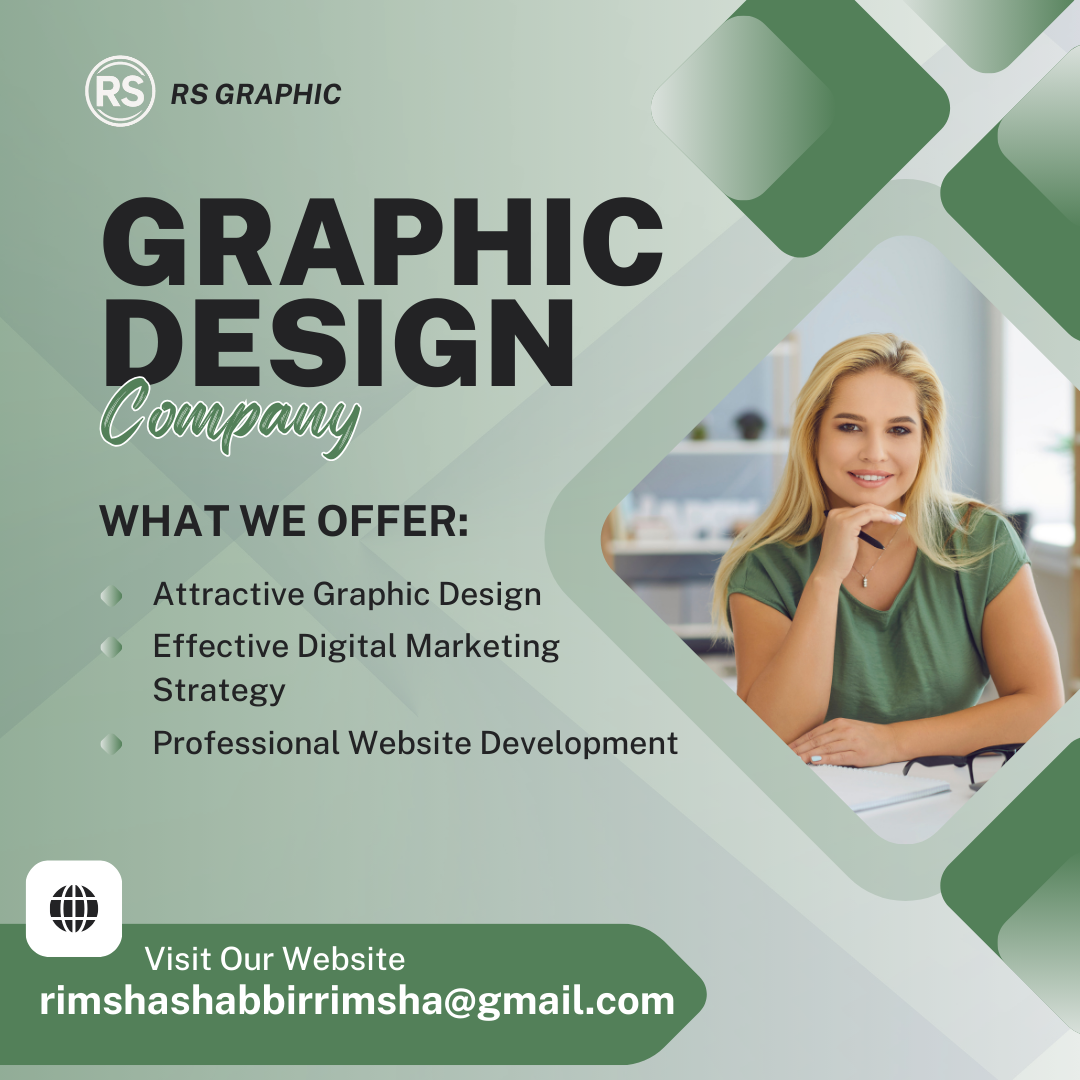 RS
RS GRAPHIC
GRAPHIC
DESIGN
Company
WHAT WE OFFER:
Attractive Graphic Design
Effective Digital Marketing
Strategy
Professional Website Development
Visit Our Website
rimshashabbirrimsha@gmail.com